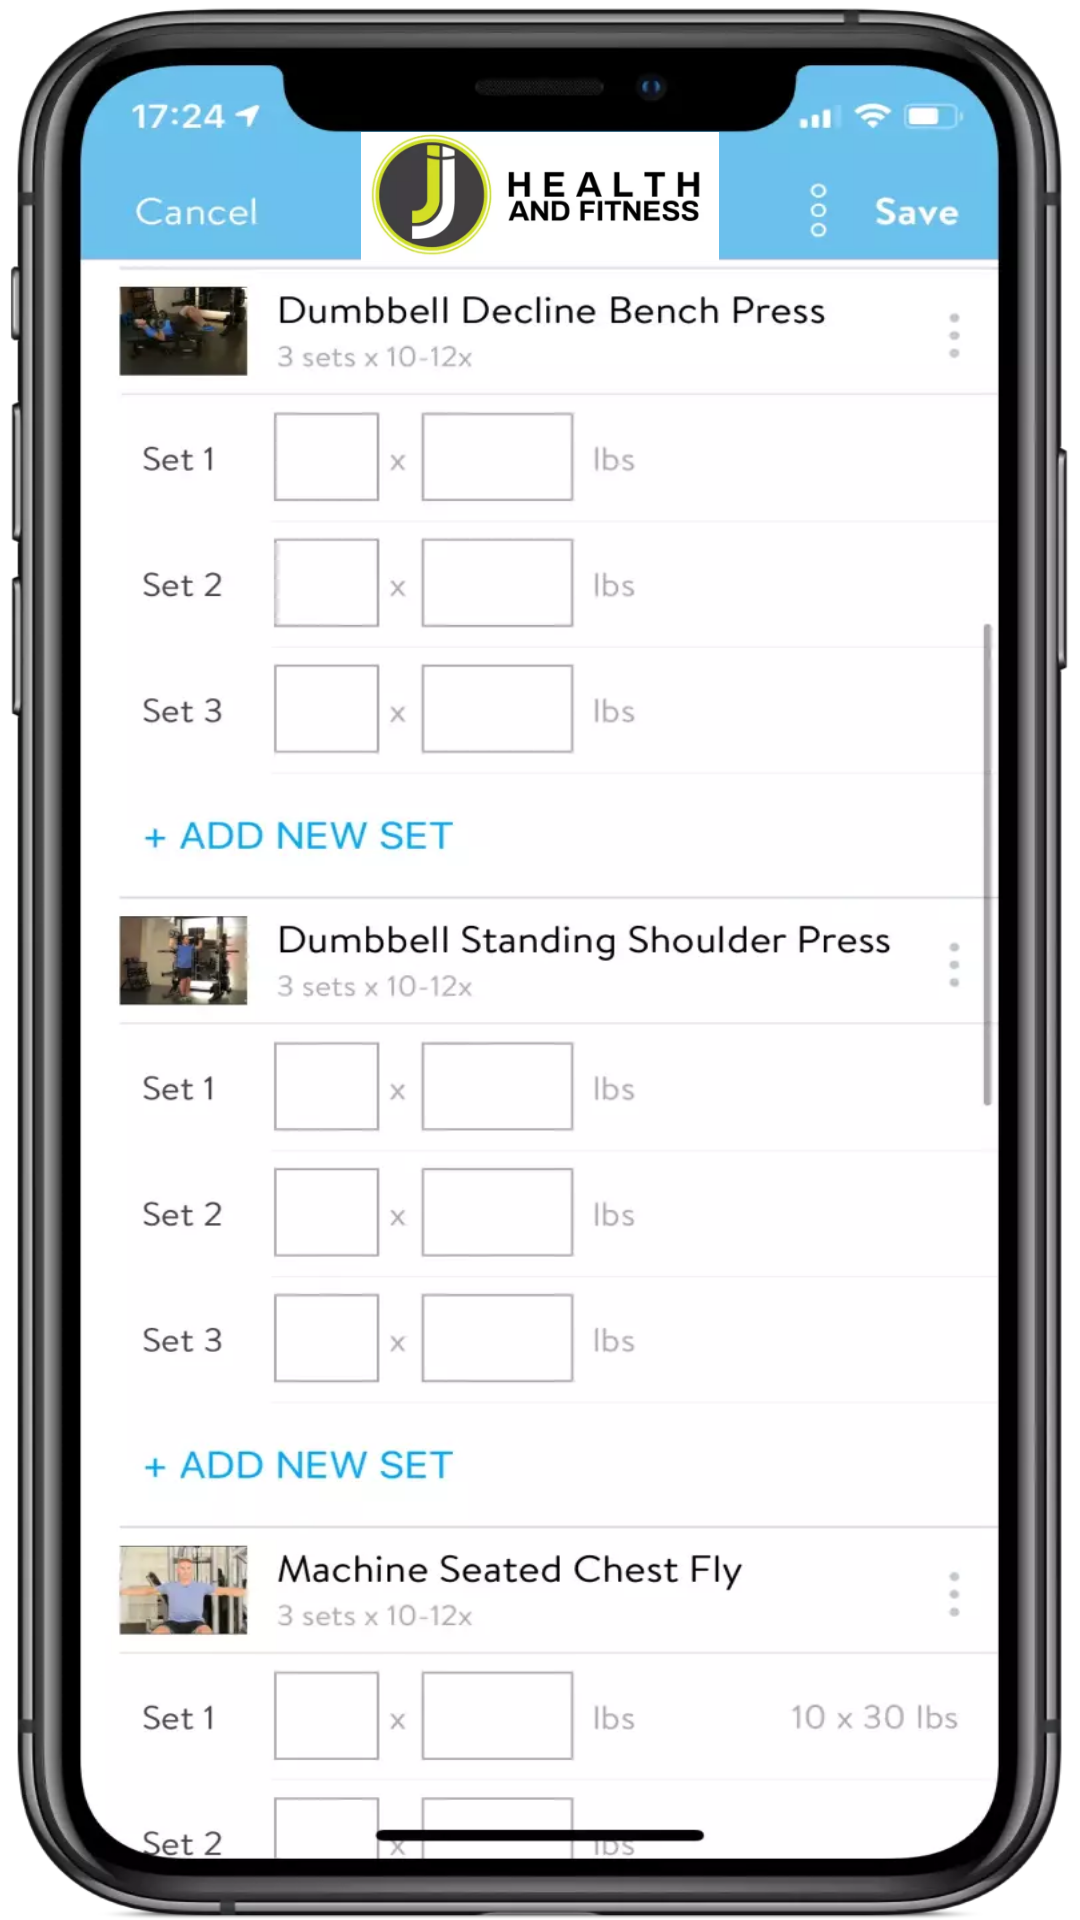 17:24
HEALTH
AND FITNESS
Cancel
Save
Dumbbell Decline Bench Press
3 sets x 10-12x
Set 1 x lbs
Set 2 x lbs
Set 3 x lbs
+ ADD NEW SET
Dumbbell Standing Shoulder Press
3 sets x 10-12x
Set 1 x lbs
Set 2 x lbs
Set 3 x lbs
+ ADD NEW SET
Machine Seated Chest Fly
3 sets x 10-12x
Set 1 x lbs 10 x 30 lbs
Set 2 x lbs